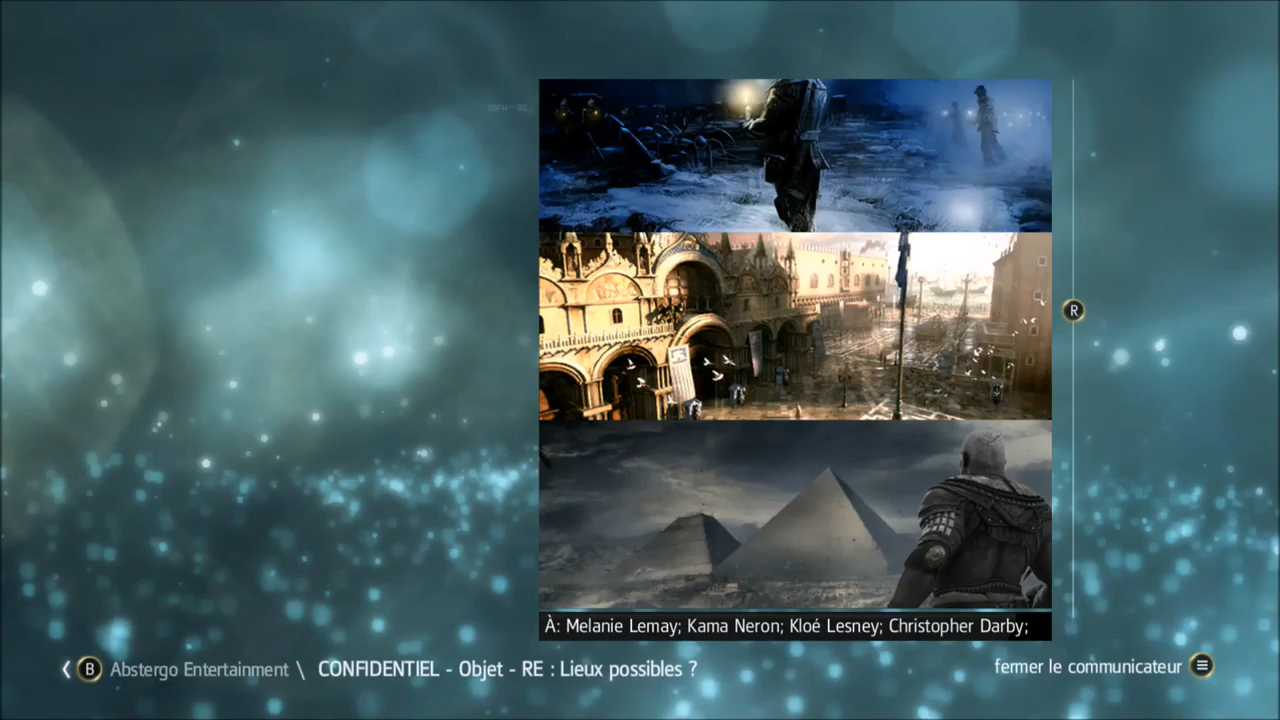 R
À: Melanie Lemay; Kama Neron; Kloé Lesney; Christopher Darby;
B Abstergo Entertainment \ CONFIDENTIEL - Objet - RE : Lieux possibles ?
fermer le communicateur